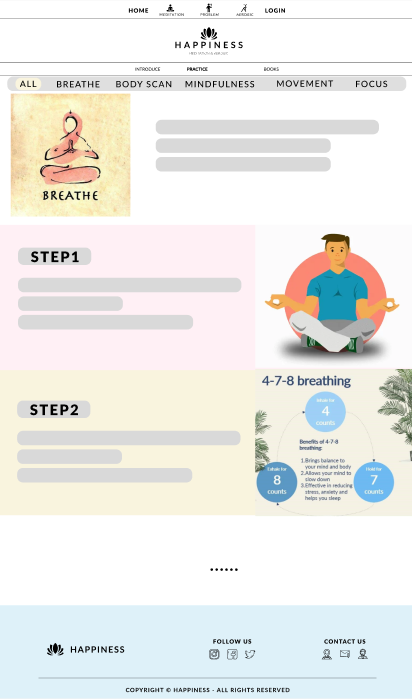 HOME MEDITATION PROBLEM AEROBIC LOGIN
HAPPINESS
INTRODUCE PRACTICE BOOKS
ALL BREATHE BODY SCAN MINDFULNESS MOVEMENT FOCUS
BREATHE
STEP1
STEP2
4-7-8 breathing
Inhale for
4
counts
Benefits of 4-7-8
breathing:
1.Brings balance to
your mind and body
2.Allows your mind to
slow down
3.Effective in reducing
stress, anxiety and
helps you sleep
Exhale for
8
counts
Hold for
7
counts
......
HAPPINESS
FOLLOW US
CONTACT US
COPYRIGHT © HAPPINESS - ALL RIGHTS RESERVED